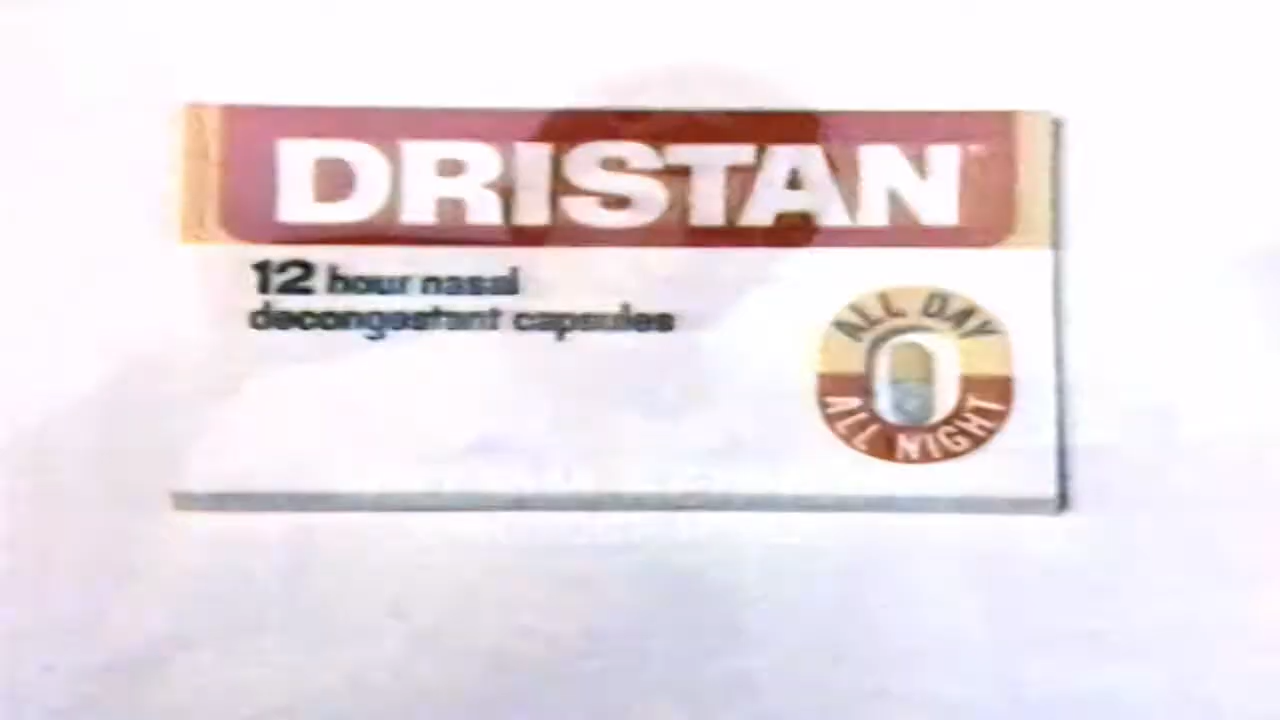 DRISTAN
12 hour nasal
decongestant capsules
ALL DAY
ALL NIGHT